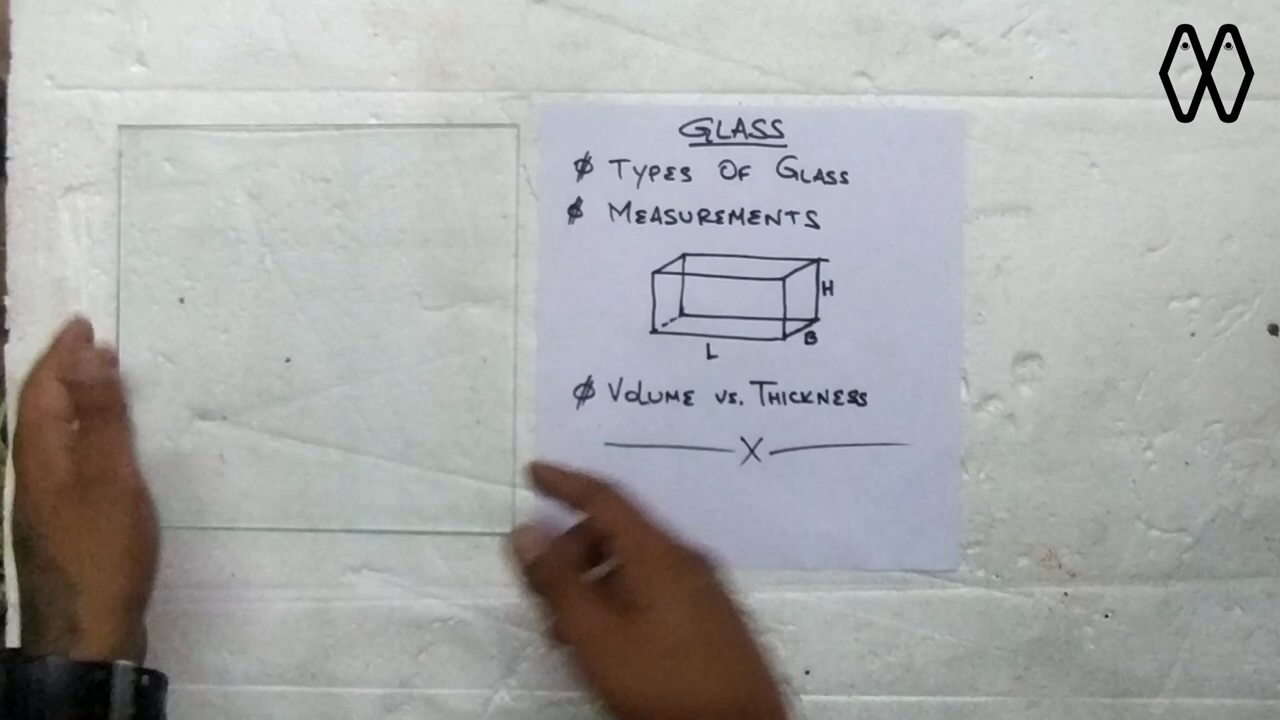 GLASS
TYPES OF GLASS
MEASUREMENTS
H
B
L
VOLUME VS. THICKNESS
X